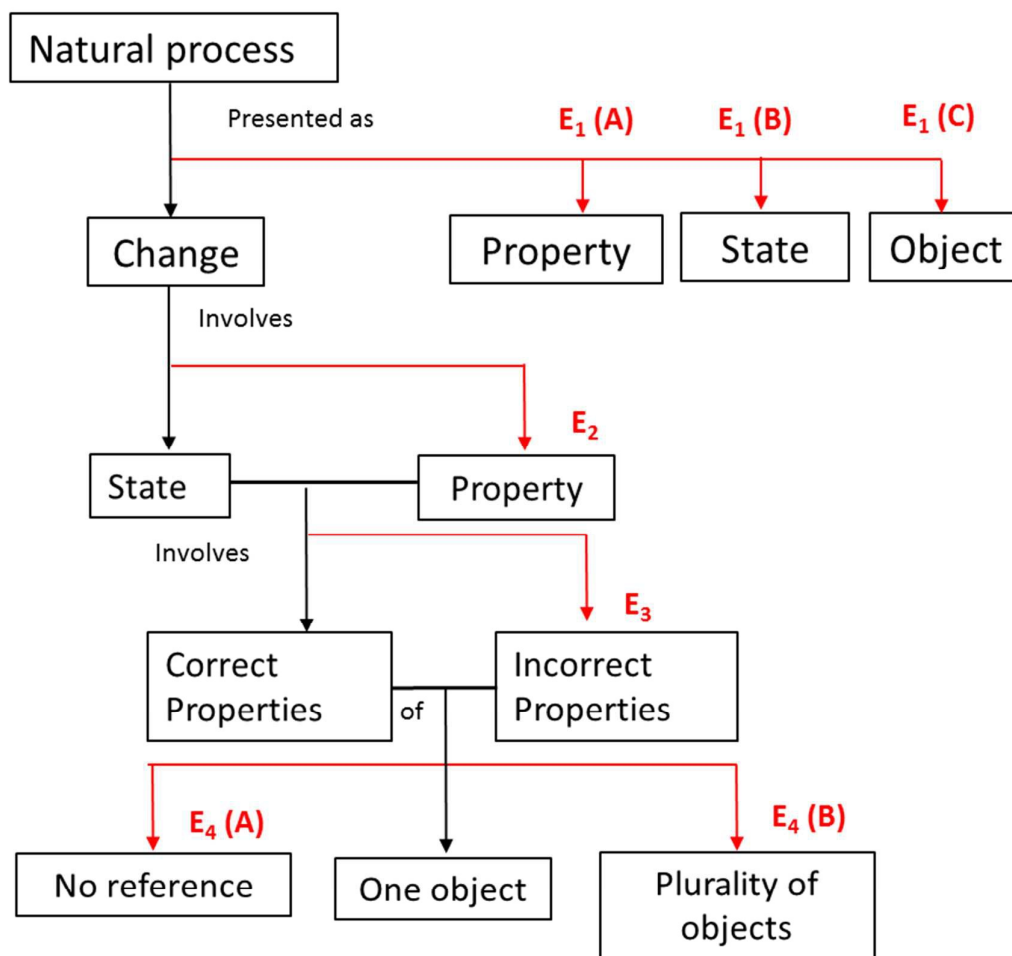 Natural process
Presented as
E₁ (A)
E₁ (B)
E₁ (C)
Change
Property
State
Object
Involves
E₂
State
Property
Involves
E₃
Correct
Properties
of
Incorrect
Properties
E₄ (A)
E₄ (B)
No reference
One object
Plurality of
objects